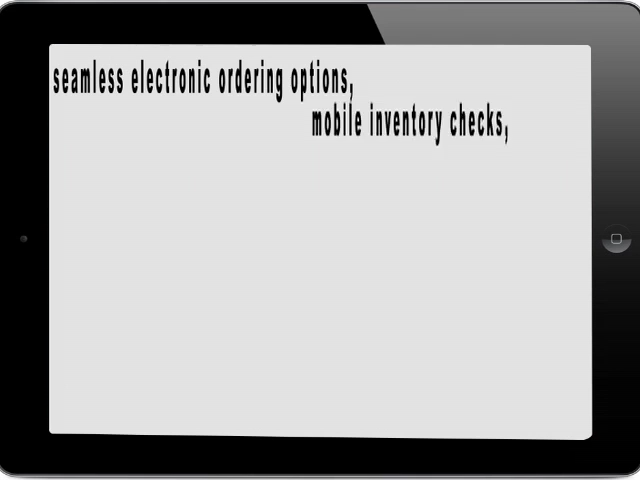 seamless electronic ordering options,
mobile inventory checks,